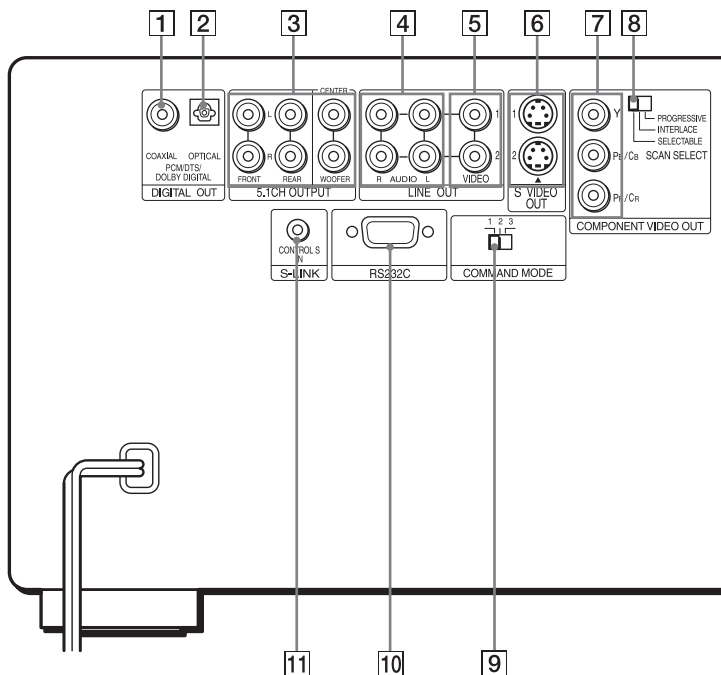 1 2 3 4 5 6 7 8
CENTER
L
1
1
Y
PROGRESSIVE
INTERLACE
SELECTABLE
SCAN SELECT
COAXIAL OPTICAL
PCM/DTS/
DOLBY DIGITAL
DIGITAL OUT
R
FRONT REAR WOOFER
5.1CH OUTPUT
R AUDIO L
2
VIDEO
LINE OUT
2
S VIDEO
OUT
PB/CB
PR/CR
COMPONENT VIDEO OUT
CONTROL S
IN
S-LINK
RS232C
1 2 3
COMMAND MODE
11 10 9